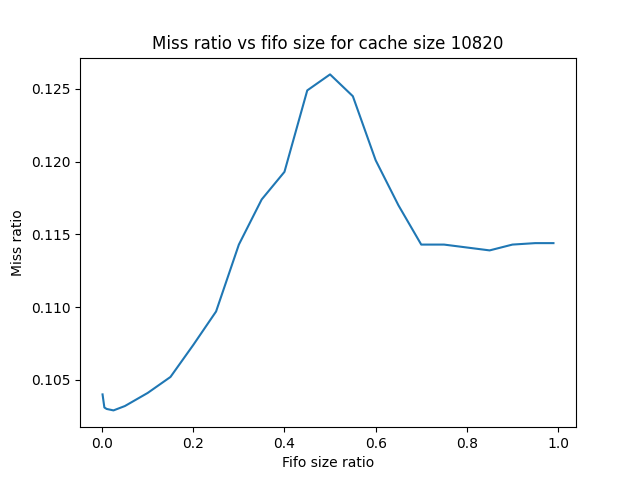 Miss ratio vs fifo size for cache size 10820
0.125
0.120
0.115
0.110
0.105
Miss ratio
0.0 0.2 0.4 0.6 0.8 1.0
Fifo size ratio